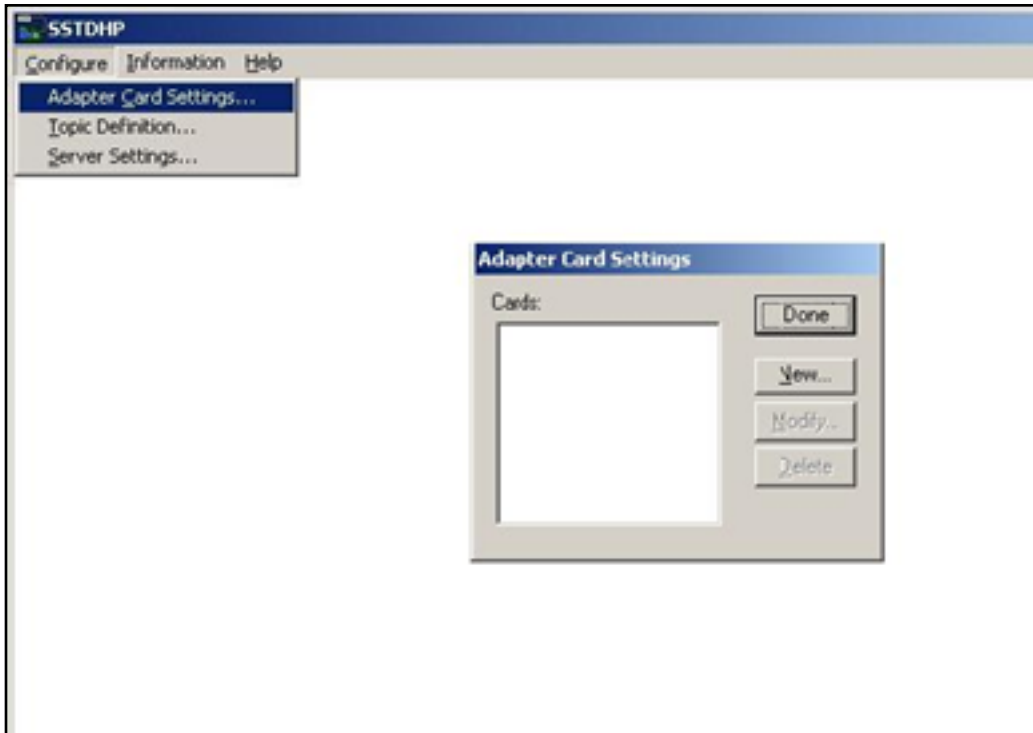 SSTDHP
Configure Information Help
Adapter Card Settings...
Topic Definition...
Server Settings...
Adapter Card Settings
Cards:
Done
New...
Modify...
Delete